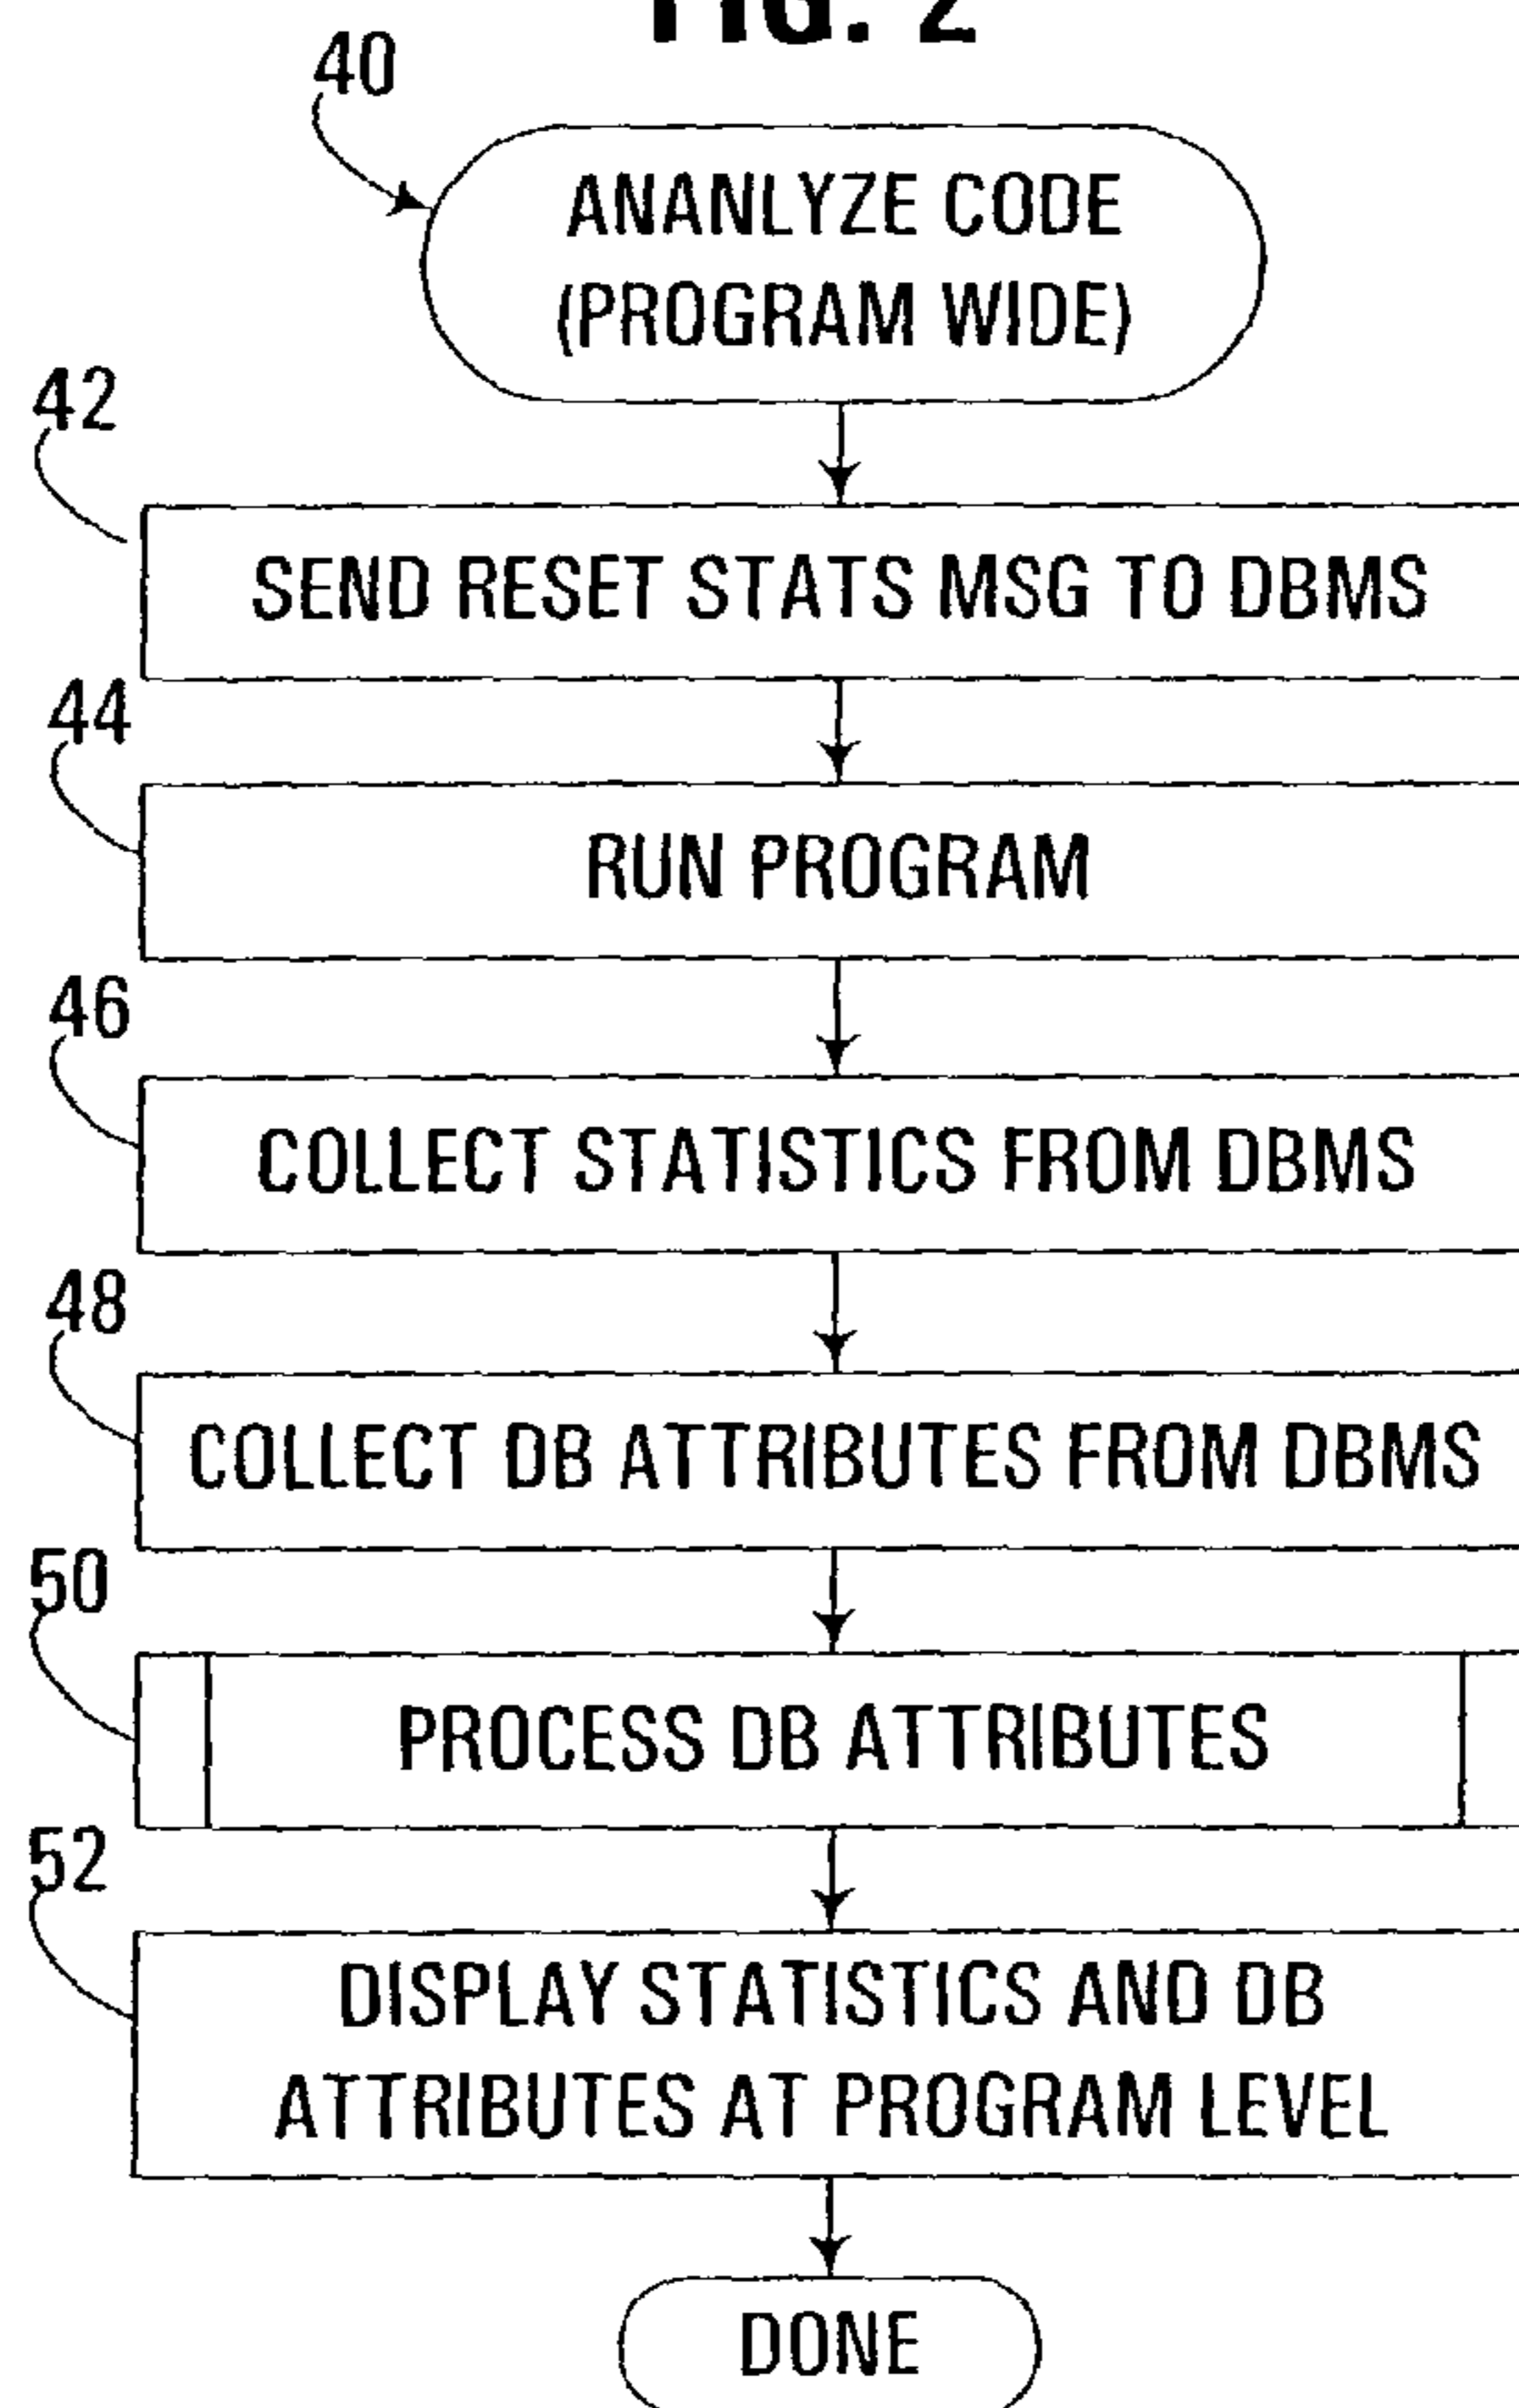 FIG. 2
40
ANANLYZE CODE
(PROGRAM WIDE)
42
SEND RESET STATS MSG TO DBMS
44
RUN PROGRAM
46
COLLECT STATISTICS FROM DBMS
48
COLLECT DB ATTRIBUTES FROM DBMS
50
PROCESS DB ATTRIBUTES
52
DISPLAY STATISTICS AND DB
ATTRIBUTES AT PROGRAM LEVEL
DONE